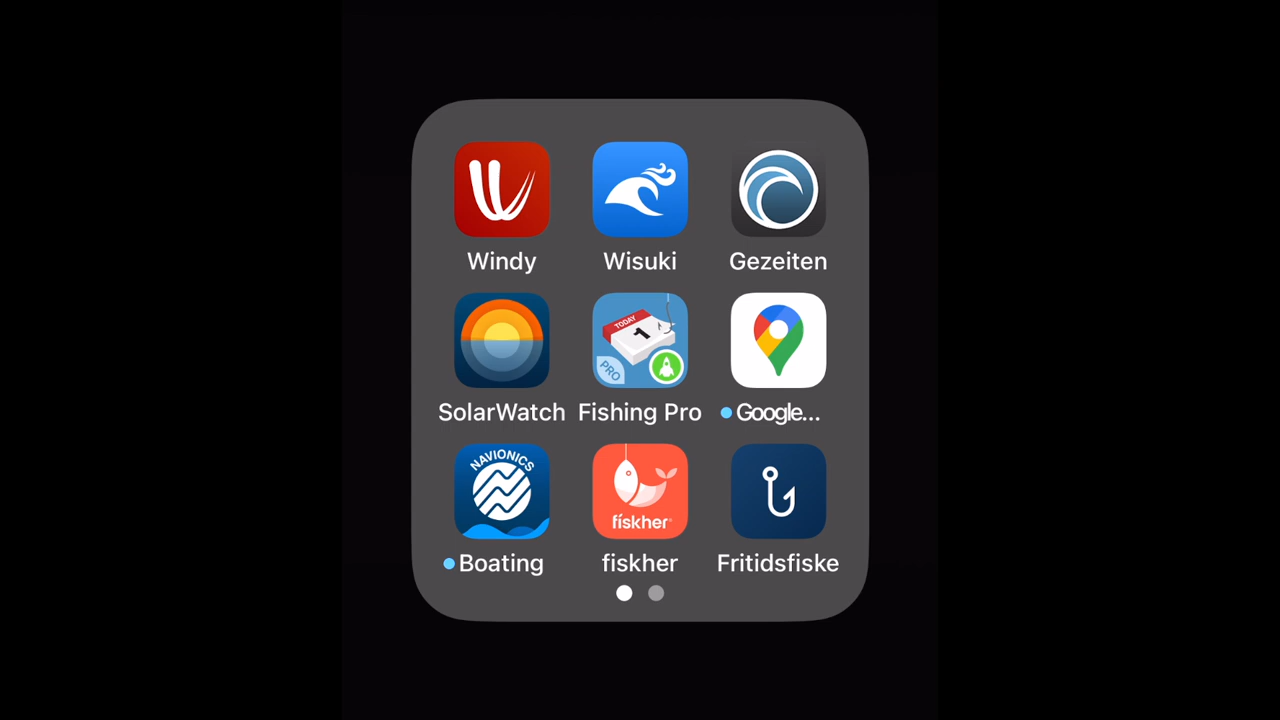 Windy
Wisuki
Gezeiten
TODAY
1
PRO
SolarWatch
Fishing Pro
Google...
NAVIONICS
fiskher
Boating
fiskher
Fritidsfiske